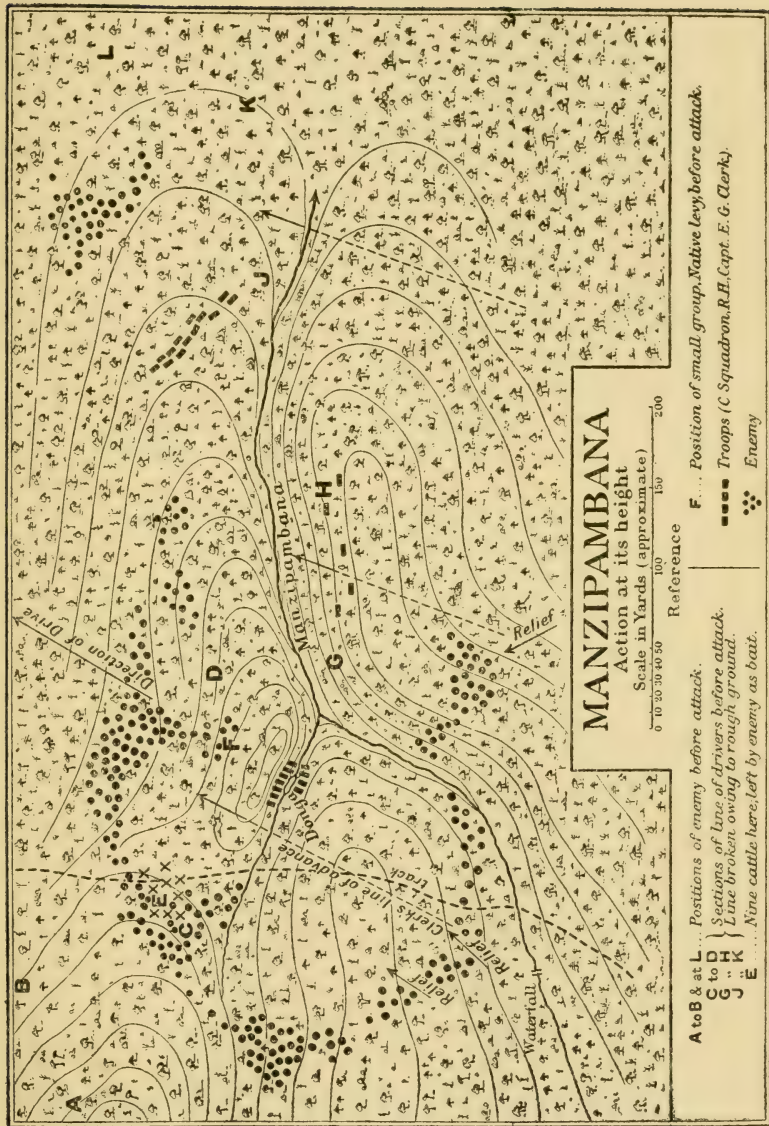 L
K
J
Direction of Drive
B
A
D
F
E
C
Manzipambana
H
G
Donga
Clerk's line of advance
track
Relief
Relief
Relief
Waterfall
MANZIPAMBANA
Action at its height
Scale in Yards (approximate)
0 10 20 30 40 50 100 150 200
Reference
A to B & at L.... Positions of enemy before attack.
C to D } Sections of line of drivers before attack.
G " H } Line broken owing to rough ground.
J " K }
E ..... Nine cattle here, left by enemy as bait.
F.... Position of small group, Native levy, before attack.
Troops (C Squadron, R.H., Capt. E. G. Clerk).
Enemy